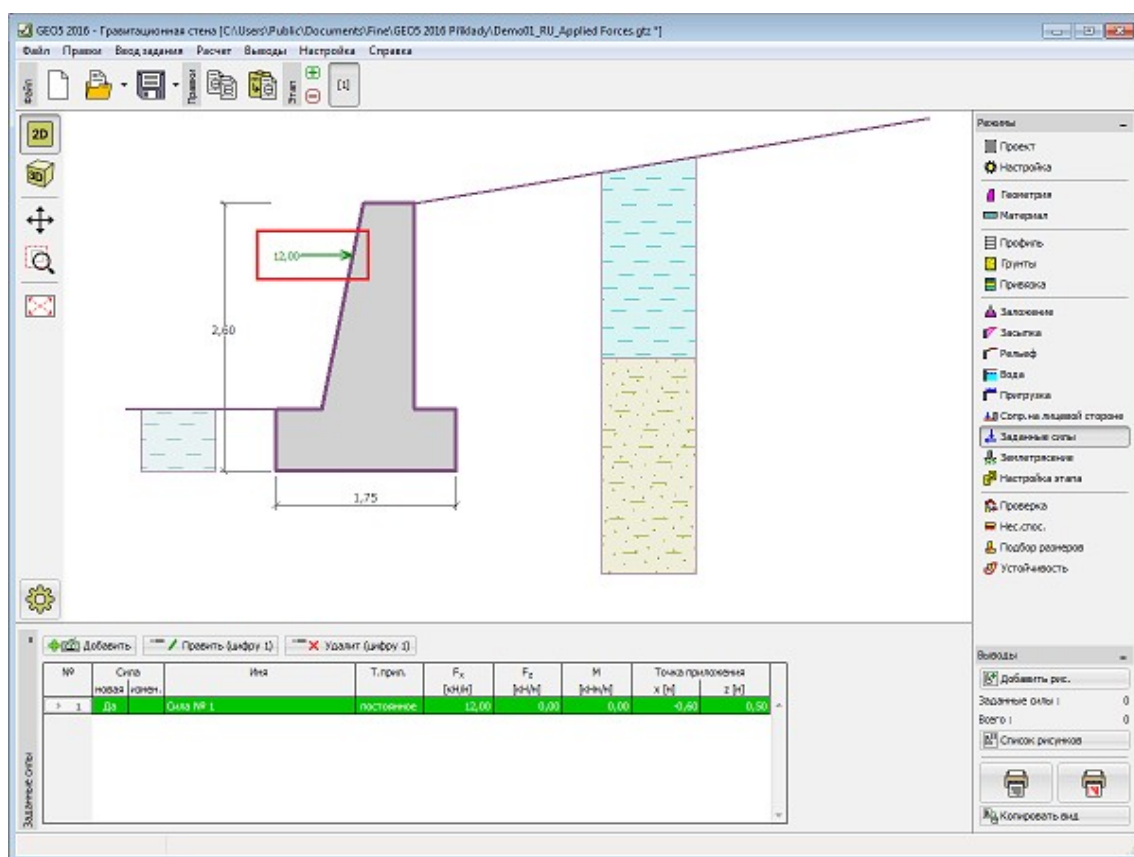 GEO5 2016 - Гравитационная стена [C:\Users\Public\Documents\Fine\GEO5 2016 Příklady\Demo01_RU_Applied Forces.gtz *]
Файл Правки Ввод задания Расчет Выводы Настройка Справка
Файл
Правки
Этап
[1]
2D
3D
12,00
2,60
1,75
Режимы
Проект
Настройка
Геометрия
Материал
Профиль
Грунты
Привязка
Заложение
Засыпка
Рельеф
Вода
Пригрузка
Сопр.на лицевой стороне
Заданные силы
Землетрясение
Настройка этапа
Проверка
Нес.спос.
Подбор размеров
Устойчивость
Добавить Править (цифру 1) Удалит (цифру 1)
№ Сила Имя Т.прил. Fx Fz M Точка приложения
новая измен. [кН/м] [кН/м] [кНм/м] x [м] z [м]
1 Да Сила № 1 постоянное 12,00 0,00 0,00 -0,60 0,50
Заданные силы
Выводы
Добавить рис.
Заданные силы : 0
Всего : 0
Список рисунков
Копировать вид